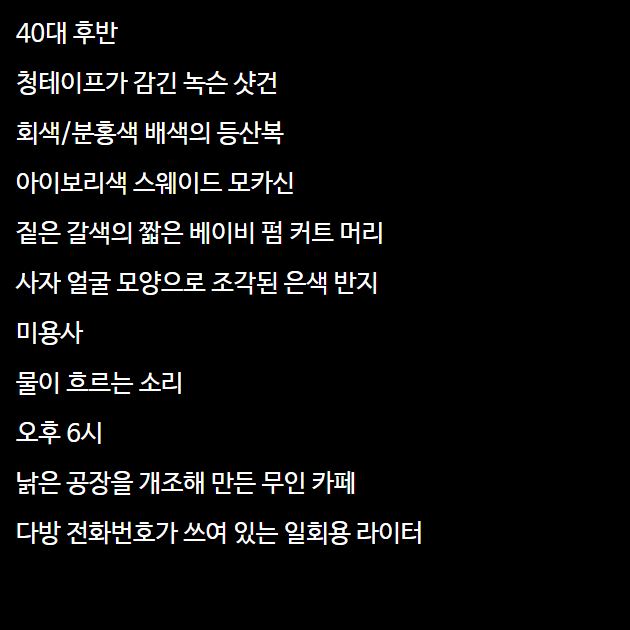 40대 후반
청테이프가 감긴 녹슨 샷건
회색/분홍색 배색의 등산복
아이보리색 스웨이드 모카신
짙은 갈색의 짧은 베이비 펌 커트 머리
사자 얼굴 모양으로 조각된 은색 반지
미용사
물이 흐르는 소리
오후 6시
낡은 공장을 개조해 만든 무인 카페
다방 전화번호가 쓰여 있는 일회용 라이터